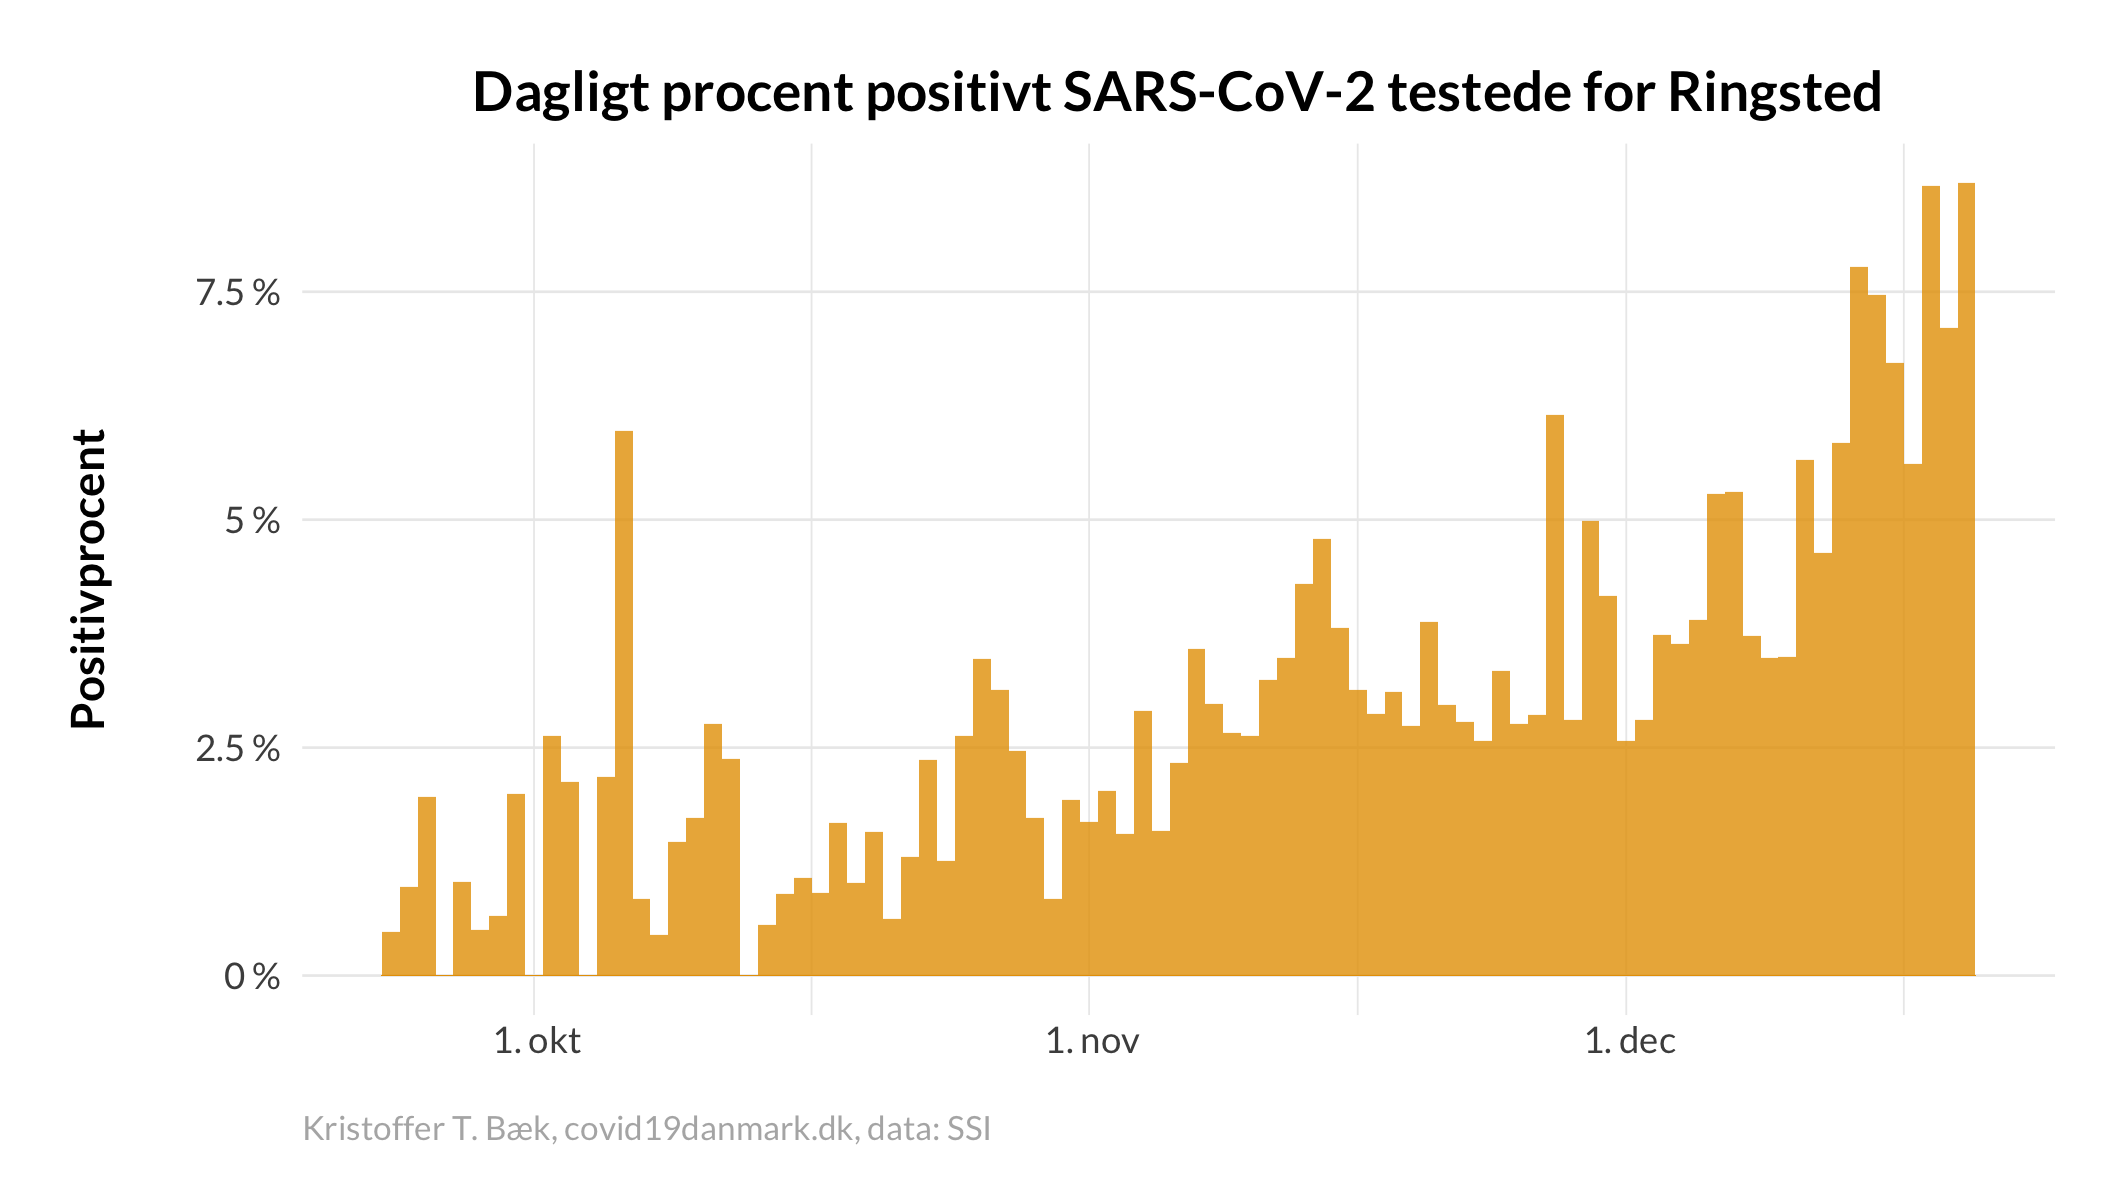 Dagligt procent positivt SARS-CoV-2 testede for Ringsted
Positivprocent
7.5 %
5 %
2.5 %
0 %
1. okt
1. nov
1. dec
Kristoffer T. Bæk, covid19danmark.dk, data: SSI